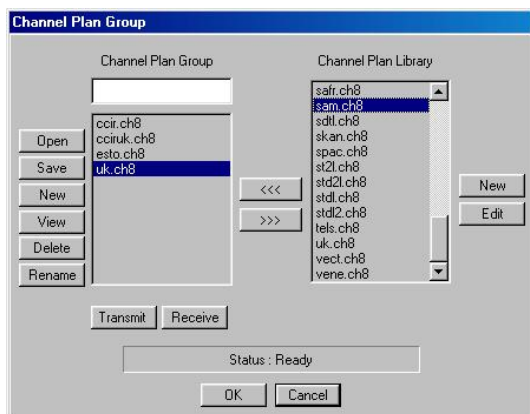 Channel Plan Group
Channel Plan Group
Channel Plan Library
ccir.ch8
cciruk.ch8
esto.ch8
uk.ch8
safr.ch8
sam.ch8
sdtl.ch8
skan.ch8
spac.ch8
st2l.ch8
std2l.ch8
stdl.ch8
stdl2.ch8
tels.ch8
uk.ch8
vect.ch8
vene.ch8
Open
Save
New
View
Delete
Rename
<<<
>>>
New
Edit
Transmit
Receive
Status : Ready
OK
Cancel